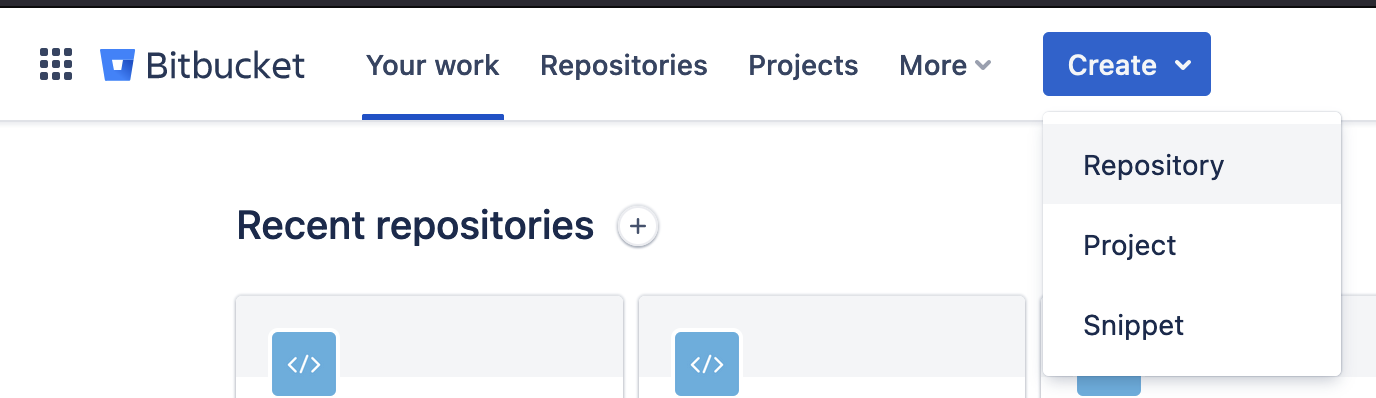 Bitbucket Your work Repositories Projects More Create
Repository
Project
Snippet
Recent repositories +
</>
</>